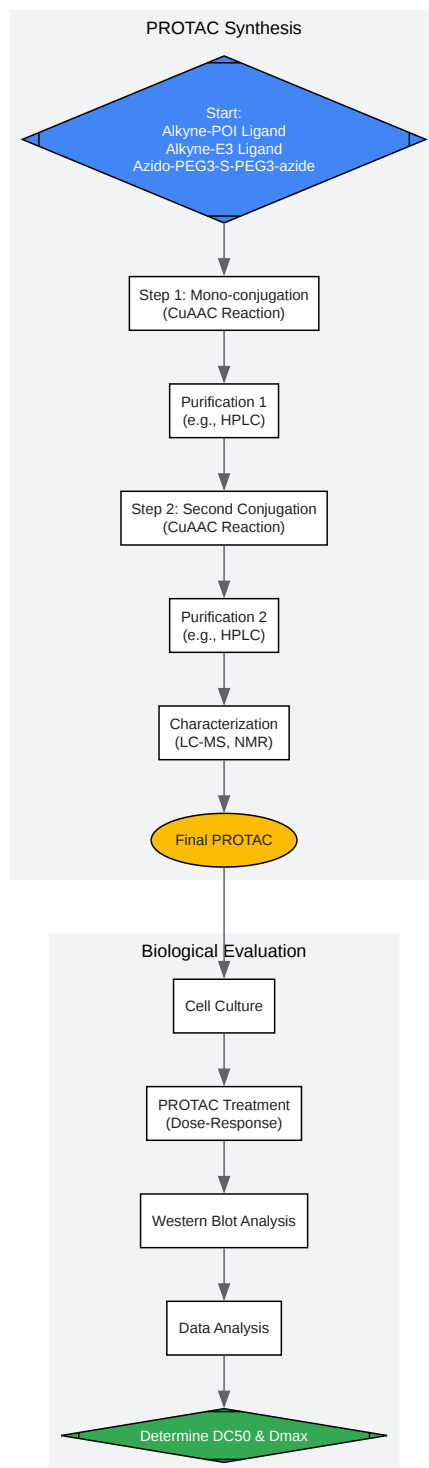 PROTAC Synthesis
Start:
Alkyne-POI Ligand
Alkyne-E3 Ligand
Azido-PEG3-S-PEG3-azide
Step 1: Mono-conjugation
(CuAAC Reaction)
Purification 1
(e.g., HPLC)
Step 2: Second Conjugation
(CuAAC Reaction)
Purification 2
(e.g., HPLC)
Characterization
(LC-MS, NMR)
Final PROTAC
Biological Evaluation
Cell Culture
PROTAC Treatment
(Dose-Response)
Western Blot Analysis
Data Analysis
Determine DC50 & Dmax